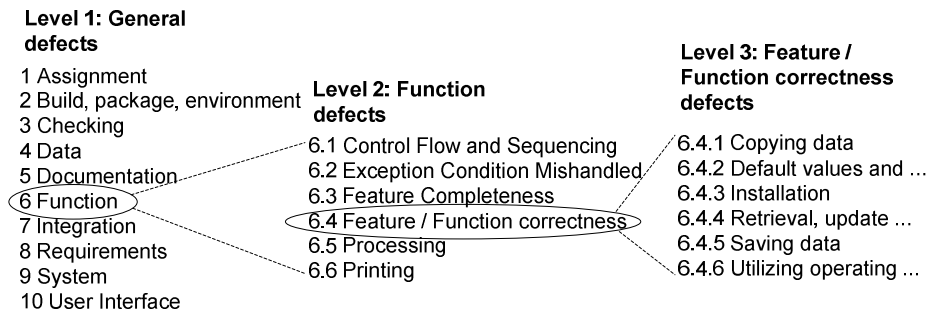 Level 1: General
defects
1 Assignment
2 Build, package, environment
3 Checking
4 Data
5 Documentation
6 Function
7 Integration
8 Requirements
9 System
10 User Interface
Level 2: Function
defects
6.1 Control Flow and Sequencing
6.2 Exception Condition Mishandled
6.3 Feature Completeness
6.4 Feature / Function correctness
6.5 Processing
6.6 Printing
Level 3: Feature /
Function correctness
defects
6.4.1 Copying data
6.4.2 Default values and ...
6.4.3 Installation
6.4.4 Retrieval, update ...
6.4.5 Saving data
6.4.6 Utilizing operating ...